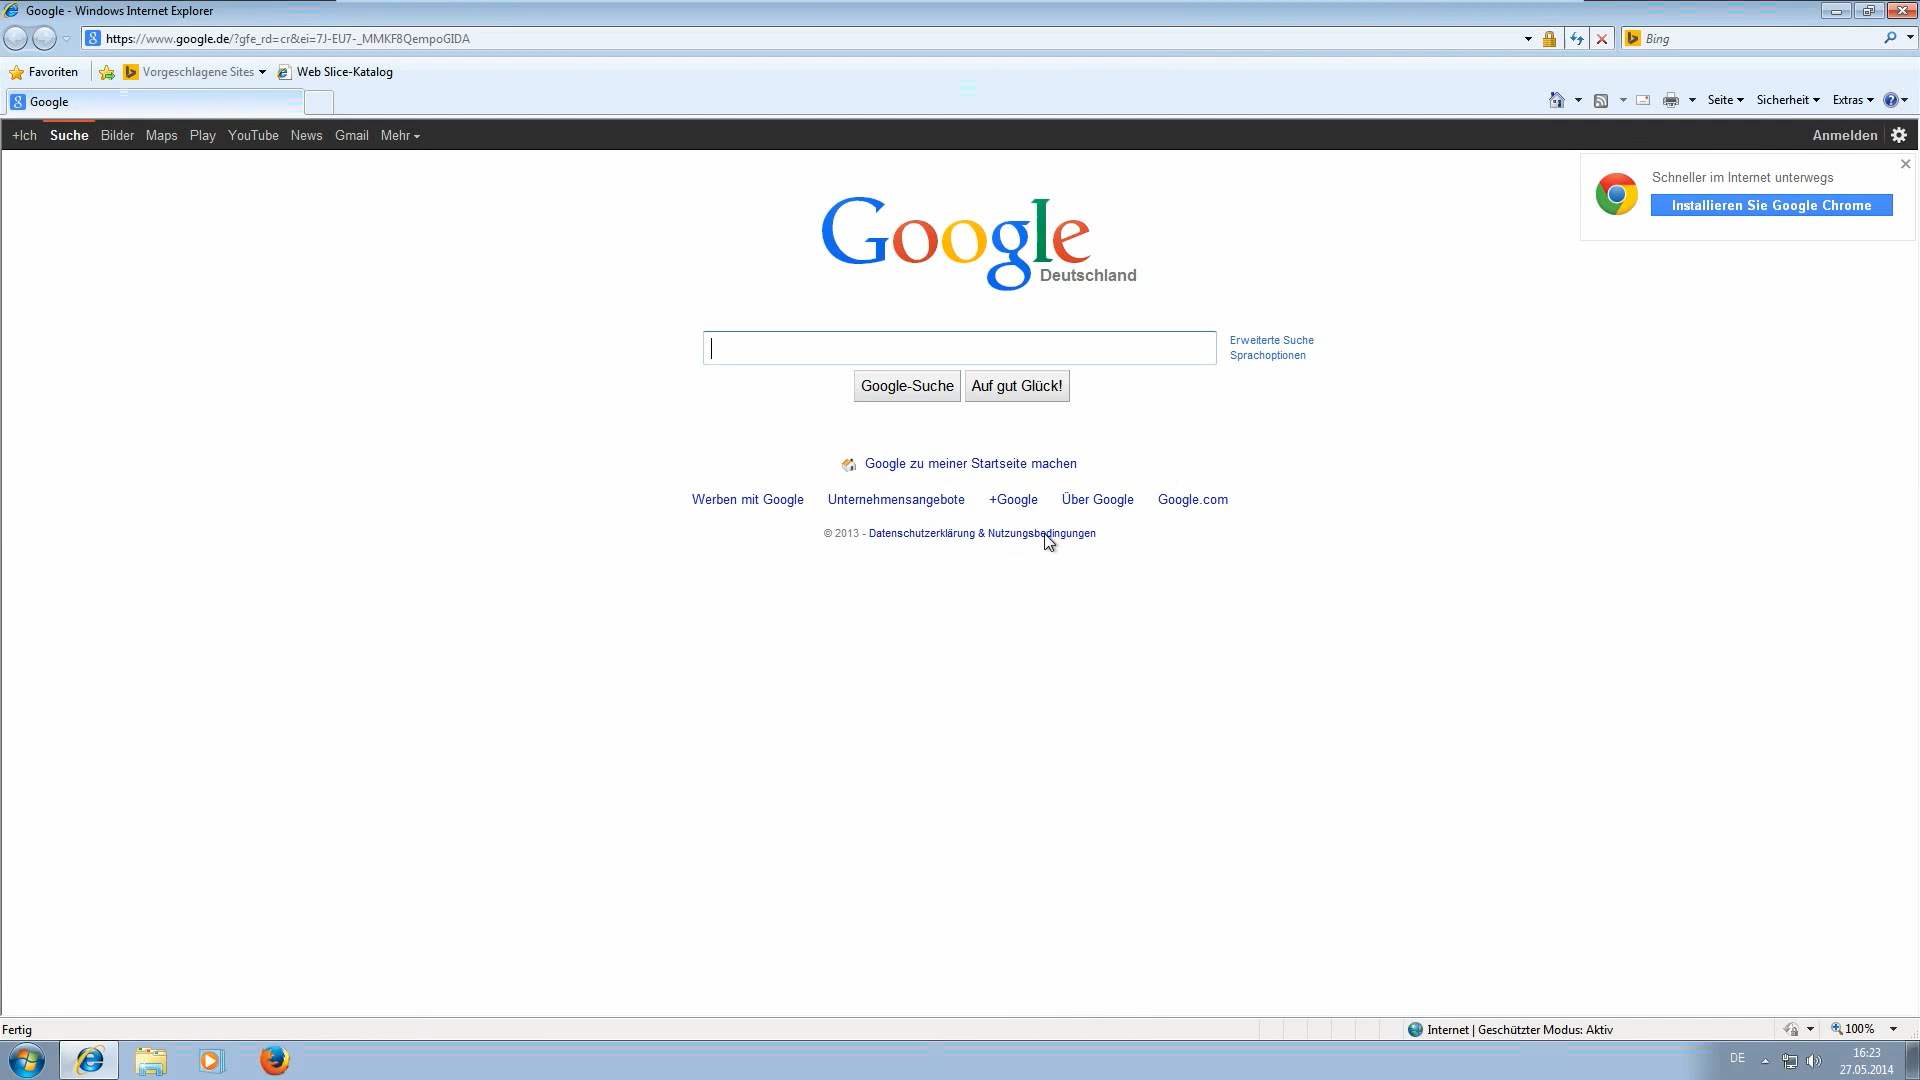 Google - Windows Internet Explorer
https://www.google.de/?gfe_rd=cr&ei=7J-EU7-_MMKF8QempoGIDA
Bing
Favoriten
Vorgeschlagene Sites
Web Slice-Katalog
Google
Seite
Sicherheit
Extras
+Ich
Suche
Bilder
Maps
Play
YouTube
News
Gmail
Mehr
Anmelden
Schneller im Internet unterwegs
Installieren Sie Google Chrome
Google
Deutschland
Erweiterte Suche
Sprachoptionen
Google-Suche
Auf gut Glück!
Google zu meiner Startseite machen
Werben mit Google
Unternehmensangebote
+Google
Über Google
Google.com
© 2013 - Datenschutzerklärung & Nutzungsbedingungen
Fertig
Internet | Geschützter Modus: Aktiv
100%
DE
16:23
27.05.2014